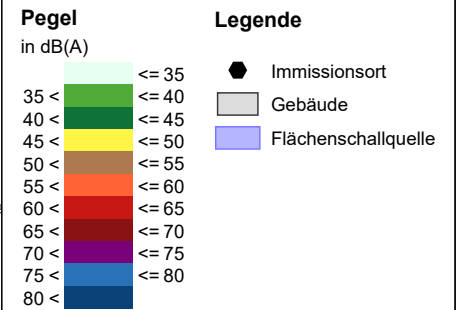 Pegel
in dB(A)
<= 35
35 < <= 40
40 < <= 45
45 < <= 50
50 < <= 55
55 < <= 60
60 < <= 65
65 < <= 70
70 < <= 75
75 < <= 80
80 <
Legende
Immissionsort
Gebäude
Flächenschallquelle